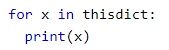 for x in thisdict:
  print(x)